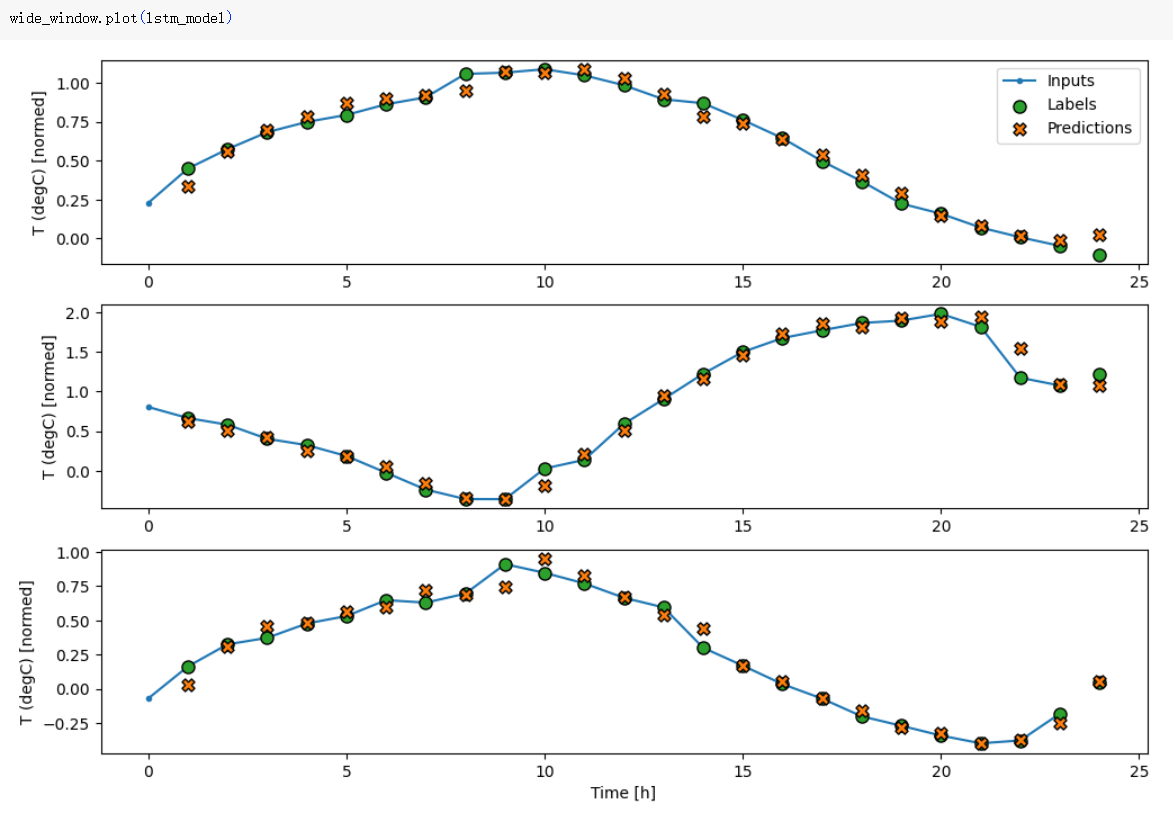 wide_window.plot(lstm_model)
T (degC) [normed]
1.00
0.75
0.50
0.25
0.00
Inputs
Labels
Predictions
0 5 10 15 20 25
T (degC) [normed]
2.0
1.5
1.0
0.5
0.0
0 5 10 15 20 25
T (degC) [normed]
1.00
0.75
0.50
0.25
0.00
−0.25
0 5 10 15 20 25
Time [h]